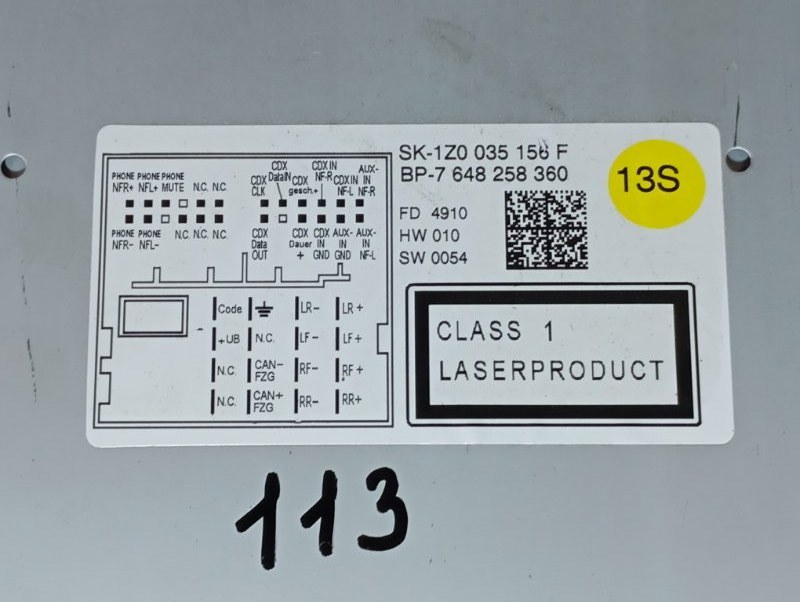 SK-1Z0 035 156 F
BP-7 648 258 360
13S
FD 4910
HW 010
SW 0054
PHONE PHONE PHONE
NFR+ NFL+ MUTE N.C. N.C.
CDX CDX CDX IN AUX-
CLK DataIN gesch.+ NF-R CDX IN IN
NF-L NF-R
PHONE PHONE N.C. N.C. N.C.
NFR- NFL-
CDX CDX CDX AUX- AUX-
Data Dauer IN IN IN
OUT + GND GND NF-L
Code LR- LR+
+UB N.C. LF- LF+
N.C. CAN- FZG RF- RF+
N.C. CAN+ FZG RR- RR+
CLASS 1
LASERPRODUCT
113